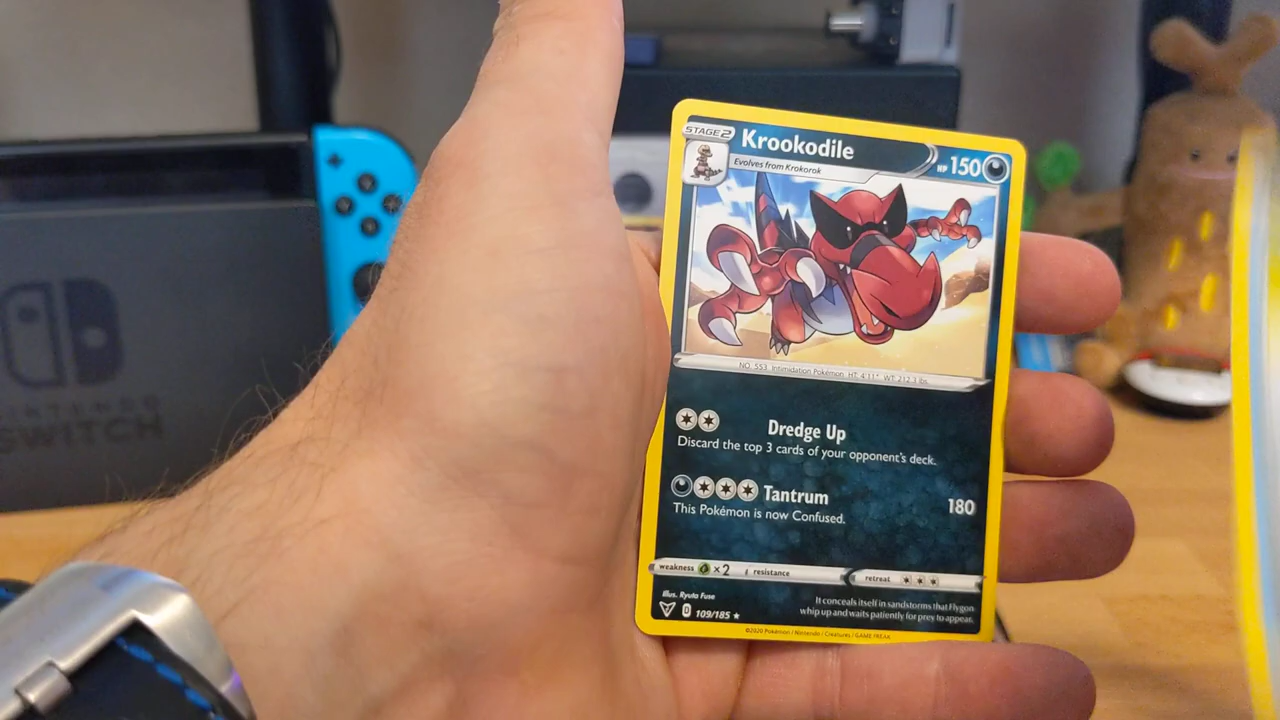 NINTENDO
SWITCH
STAGE 2
Krookodile
HP 150
Evolves from Krokorok
NO. 553 Intimidation Pokémon HT: 4'11" WT: 212.3 lbs.
Dredge Up
Discard the top 3 cards of your opponent's deck.
Tantrum 180
This Pokémon is now Confused.
weakness ×2 resistance retreat
Illus. Ryuta Fuse
D 109/185 ★
It conceals itself in sandstorms that Flygon
whip up and waits patiently for prey to appear.
©2020 Pokémon / Nintendo / Creatures / GAME FREAK